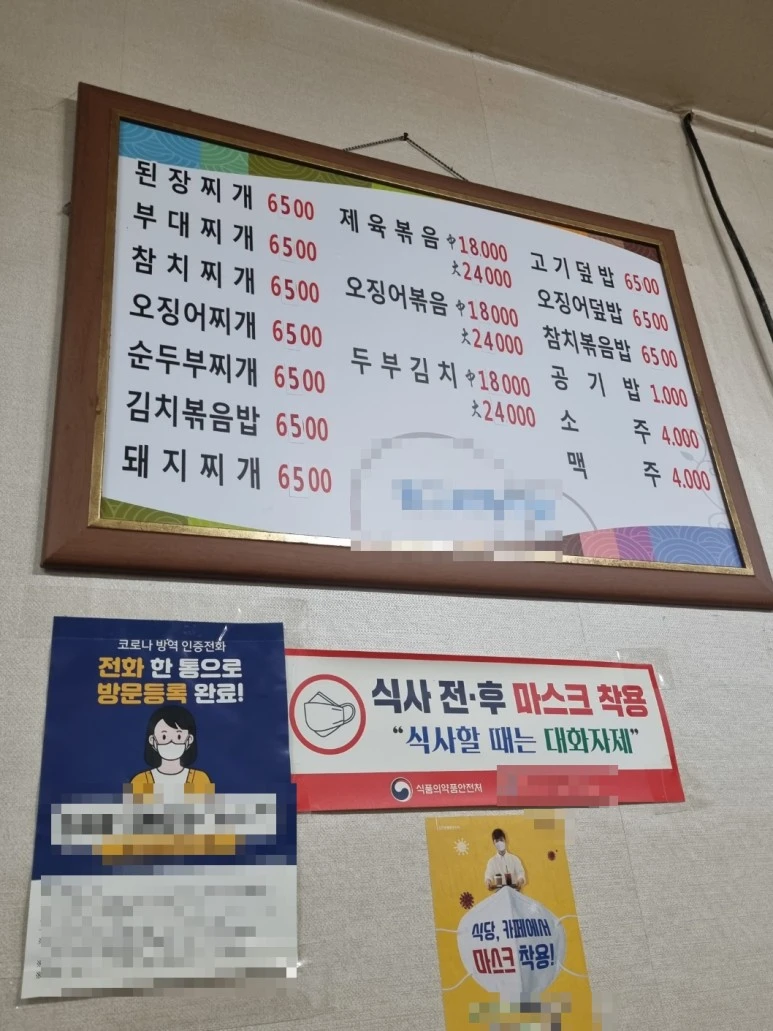 된장찌개 6500
부대찌개 6500
참치찌개 6500
오징어찌개 6500
순두부찌개 6500
김치볶음밥 6500
돼지찌개 6500
제육볶음 中18000
大24000
오징어볶음 中18000
大24000
두부김치 中18000
大24000
고기덮밥 6500
오징어덮밥 6500
참치볶음밥 6500
공기밥 1.000
소주 4.000
맥주 4.000
코로나 방역 인증전화
전화 한 통으로
방문등록 완료!
식사 전·후 마스크 착용
“식사할 때는 대화자제”
식품의약품안전처
식당, 카페에서
마스크 착용!